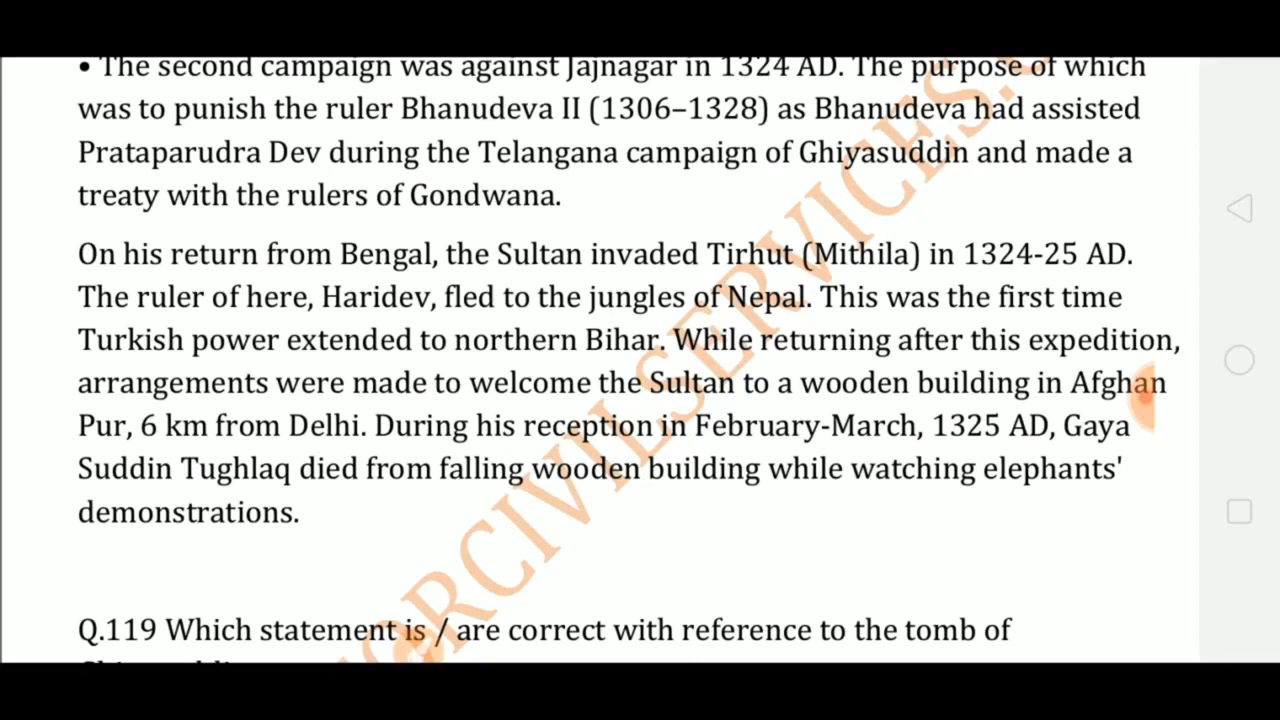 • The second campaign was against Jajnagar in 1324 AD. The purpose of which
was to punish the ruler Bhanudeva II (1306–1328) as Bhanudeva had assisted
Prataparudra Dev during the Telangana campaign of Ghiyasuddin and made a
treaty with the rulers of Gondwana.
On his return from Bengal, the Sultan invaded Tirhut (Mithila) in 1324-25 AD.
The ruler of here, Haridev, fled to the jungles of Nepal. This was the first time
Turkish power extended to northern Bihar. While returning after this expedition,
arrangements were made to welcome the Sultan to a wooden building in Afghan
Pur, 6 km from Delhi. During his reception in February-March, 1325 AD, Gaya
Suddin Tughlaq died from falling wooden building while watching elephants'
demonstrations.
Q.119 Which statement is / are correct with reference to the tomb of
ORCIVILSERVICES.